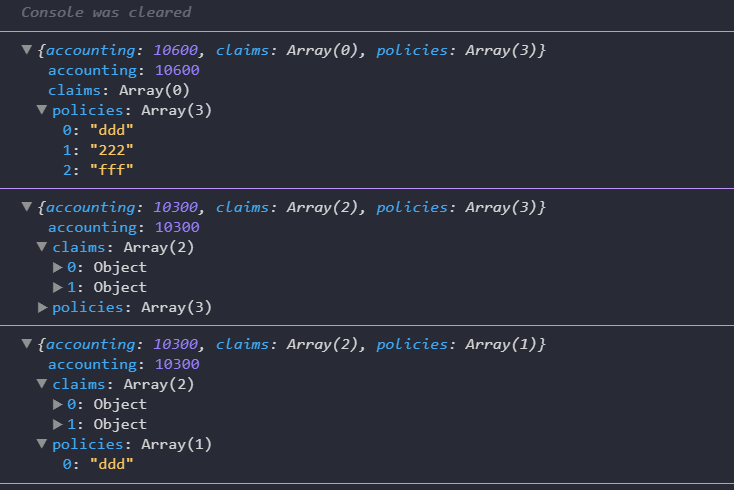 Console was cleared
▼ {accounting: 10600, claims: Array(0), policies: Array(3)}
accounting: 10600
claims: Array(0)
▼ policies: Array(3)
0: "ddd"
1: "222"
2: "fff"
▼ {accounting: 10300, claims: Array(2), policies: Array(3)}
accounting: 10300
▼ claims: Array(2)
▶ 0: Object
▶ 1: Object
▶ policies: Array(3)
▼ {accounting: 10300, claims: Array(2), policies: Array(1)}
accounting: 10300
▼ claims: Array(2)
▶ 0: Object
▶ 1: Object
▼ policies: Array(1)
0: "ddd"